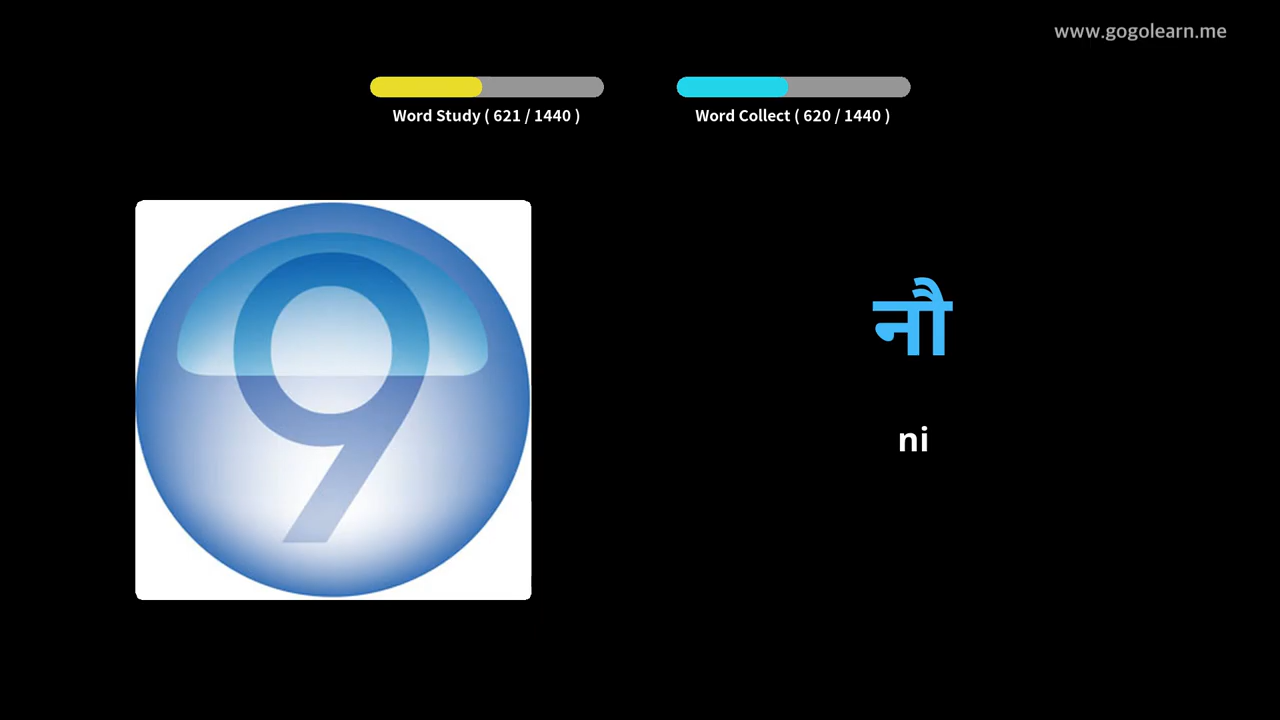 www.gogolearn.me
Word Study ( 621 / 1440 )
Word Collect ( 620 / 1440 )
9
नौ
ni